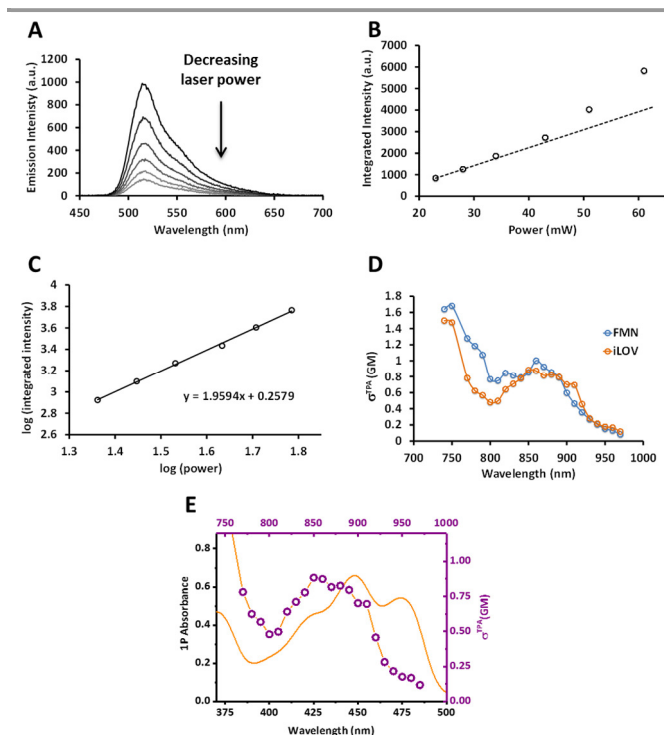 A
Emission Intenisty (a.u.)
1200
1000
800
600
400
200
0
Decreasing
laser power
450 500 550 600 650 700
Wavelength (nm)
B
Integrated Intensity (a.u.)
7000
6000
5000
4000
3000
2000
1000
0
20 30 40 50 60
Power (mW)
C
log (integrated intensity)
4
3.8
3.6
3.4
3.2
3
2.8
2.6
y = 1.9594x + 0.2579
1.3 1.4 1.5 1.6 1.7 1.8
log (power)
D
σTPA (GM)
1.8
1.6
1.4
1.2
1
0.8
0.6
0.4
0.2
0
FMN
iLOV
700 750 800 850 900 950 1000
Wavelength (nm)
E
750 800 850 900 950 1000
1P Absorbance
0.8
0.6
0.4
0.2
0.0
1.00
0.75
0.50
0.25
0.00
σTPA(GM)
375 400 425 450 475 500
Wavelength (nm)